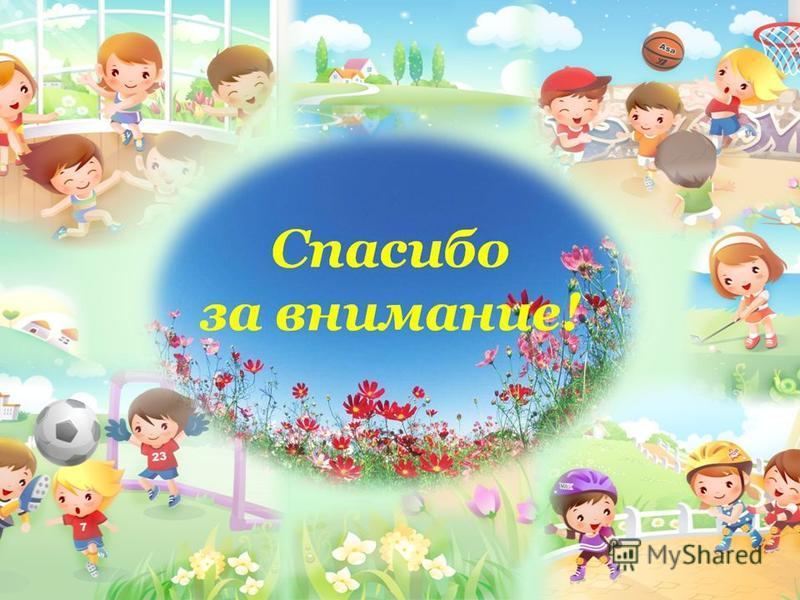 Asa
Спасибо
за внимание!
23
7
MyShared